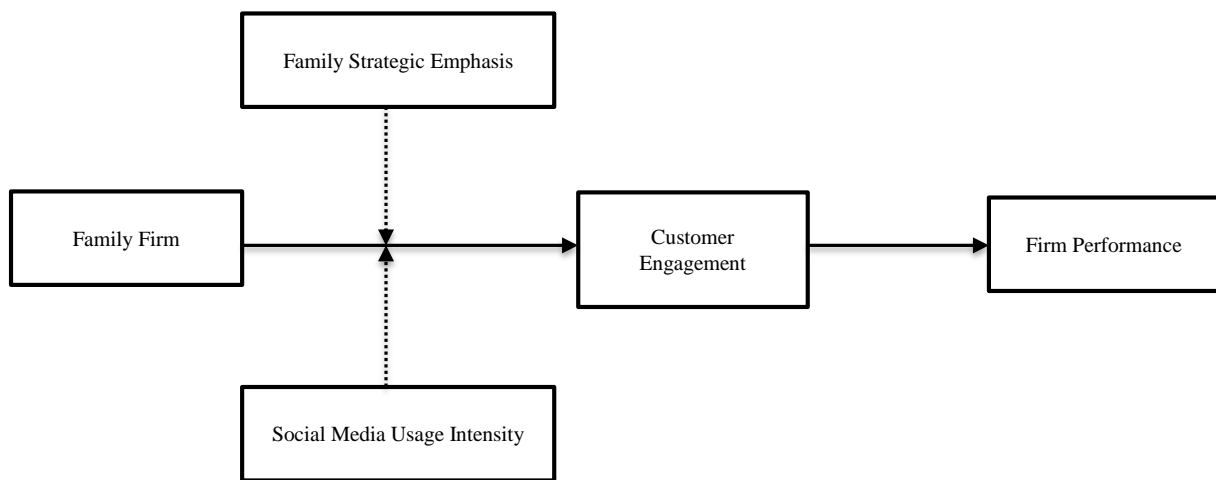 Family Strategic Emphasis
Family Firm
Customer
Engagement
Firm Performance
Social Media Usage Intensity